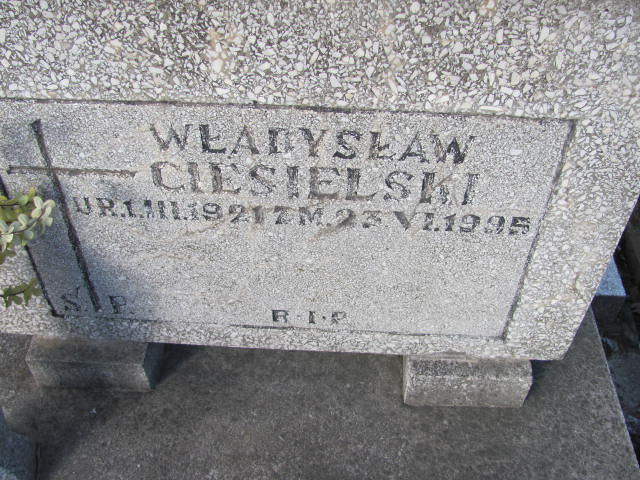 WŁADYSŁAW
CIESIELSKI
UR.1.III.1921 ZM.23 VI.1995
Ś.P.
R.I.P